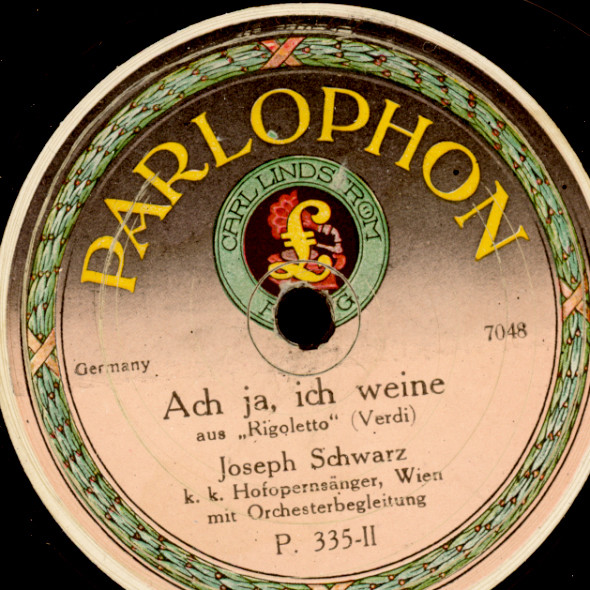 PARLOPHON
CARL LINDSTRÖM
₤
Germany
7048
Ach ja, ich weine
aus „Rigoletto“ (Verdi)
Joseph Schwarz
k. k. Hofopernsänger, Wien
mit Orchesterbegleitung
P. 335-II